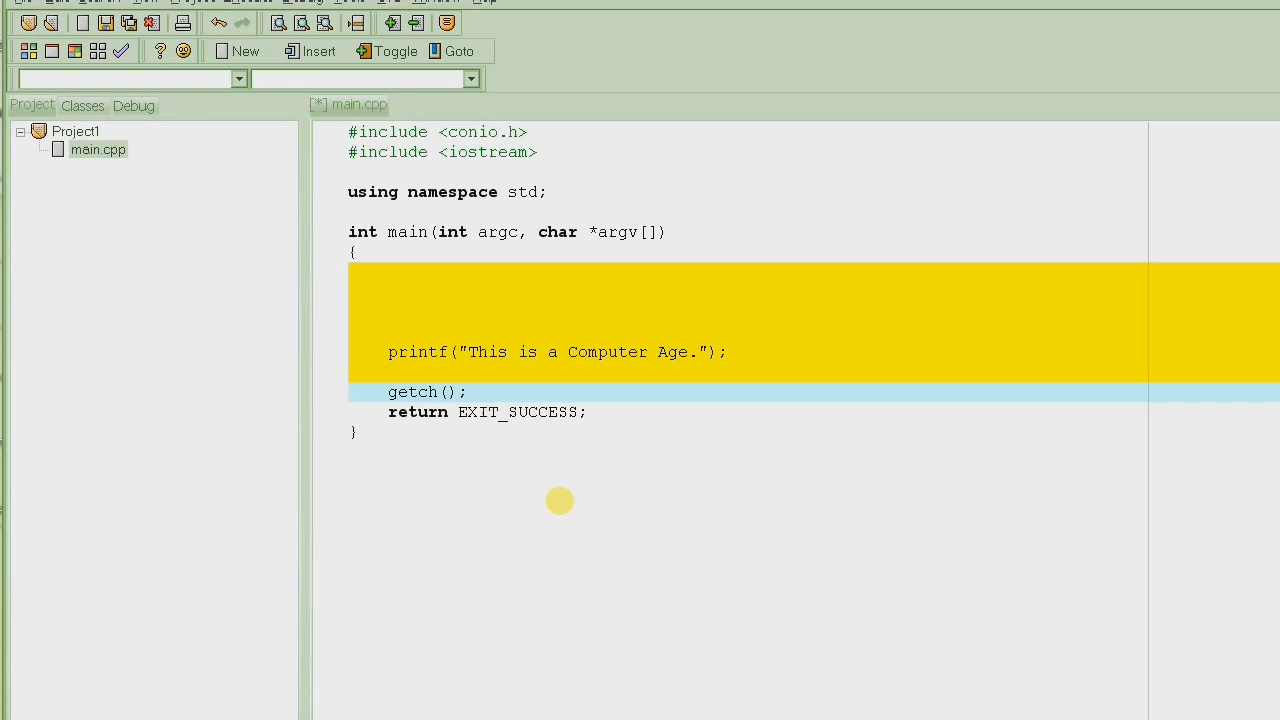 New Insert Toggle Goto
Project Classes Debug
[*] main.cpp
Project1
main.cpp
#include <conio.h>
#include <iostream>
using namespace std;
int main(int argc, char *argv[])
{
printf("This is a Computer Age.");
getch();
return EXIT_SUCCESS;
}